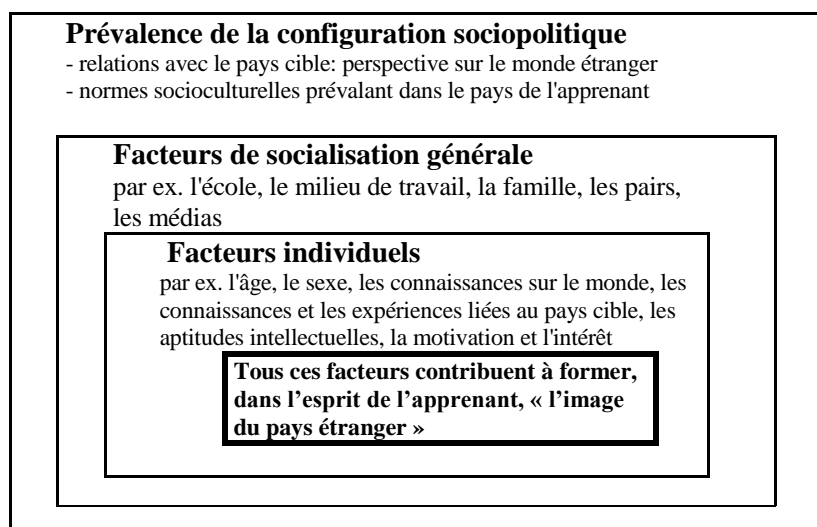 Prévalence de la configuration sociopolitique
- relations avec le pays cible: perspective sur le monde étranger
- normes socioculturelles prévalant dans le pays de l'apprenant
Facteurs de socialisation générale
par ex. l'école, le milieu de travail, la famille, les pairs,
les médias
Facteurs individuels
par ex. l'âge, le sexe, les connaissances sur le monde, les
connaissances et les expériences liées au pays cible, les
aptitudes intellectuelles, la motivation et l'intérêt
Tous ces facteurs contribuent à former,
dans l’esprit de l’apprenant, « l’image
du pays étranger »